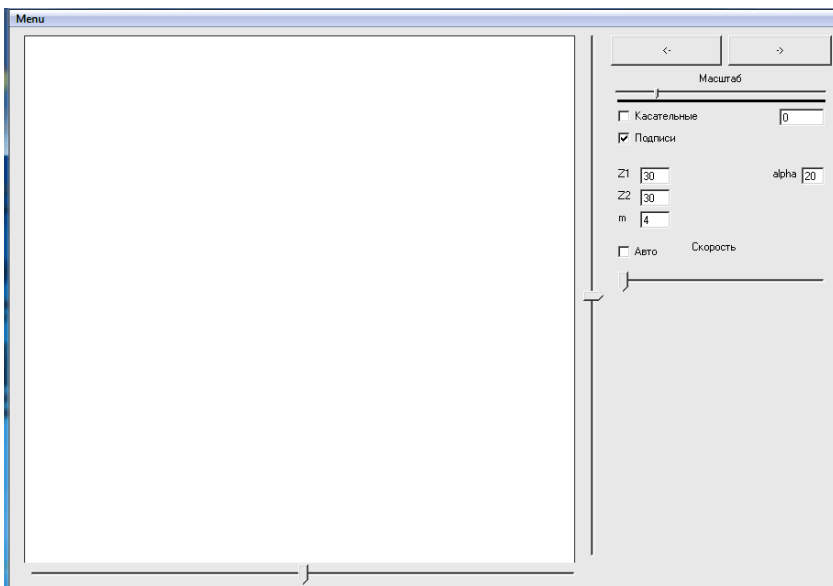 Menu
<- ->
Масштаб
Касательные 0
Подписи
Z1 30 alpha 20
Z2 30
m 4
Авто Скорость